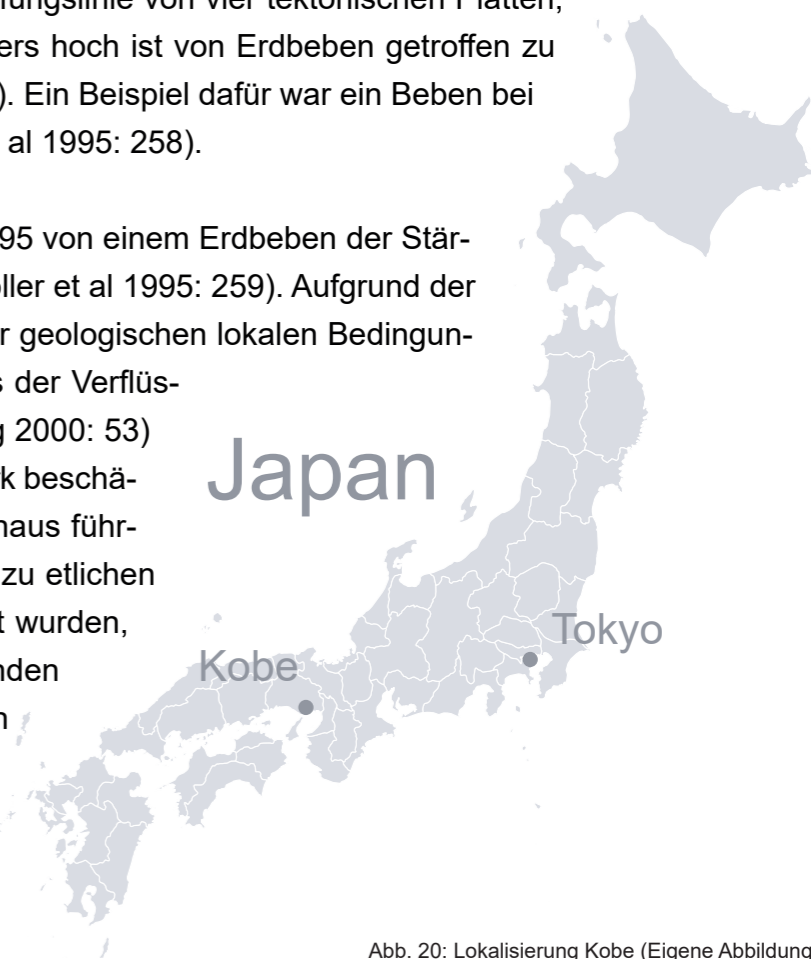 ungslinie von vier tektonischen Platten,
ers hoch ist von Erdbeben getroffen zu
). Ein Beispiel dafür war ein Beben bei
al 1995: 258).
95 von einem Erdbeben der Stär-
ller et al 1995: 259). Aufgrund der
r geologischen lokalen Bedingun-
s der Verflüs-
g 2000: 53)
rk beschä-
haus führ-
zu etlichen
t wurden,
nden
n
Japan
Tokyo
Kobe
Abb. 20: Lokalisierung Kobe (Eigene Abbildung